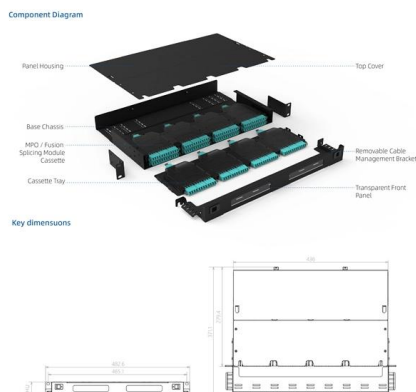 Component Diagram
Panel Housing
Top Cover
Base Chassis
MPO / Fusion
Splicing Module
Cassette
Removable Cable
Management Bracket
Cassette Tray
Transparent Front
Panel
Key dimensuons